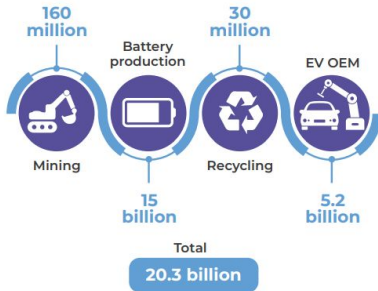 160
million
Battery
production
30
million
EV OEM
Mining
Recycling
15
billion
5.2
billion
Total
20.3 billion